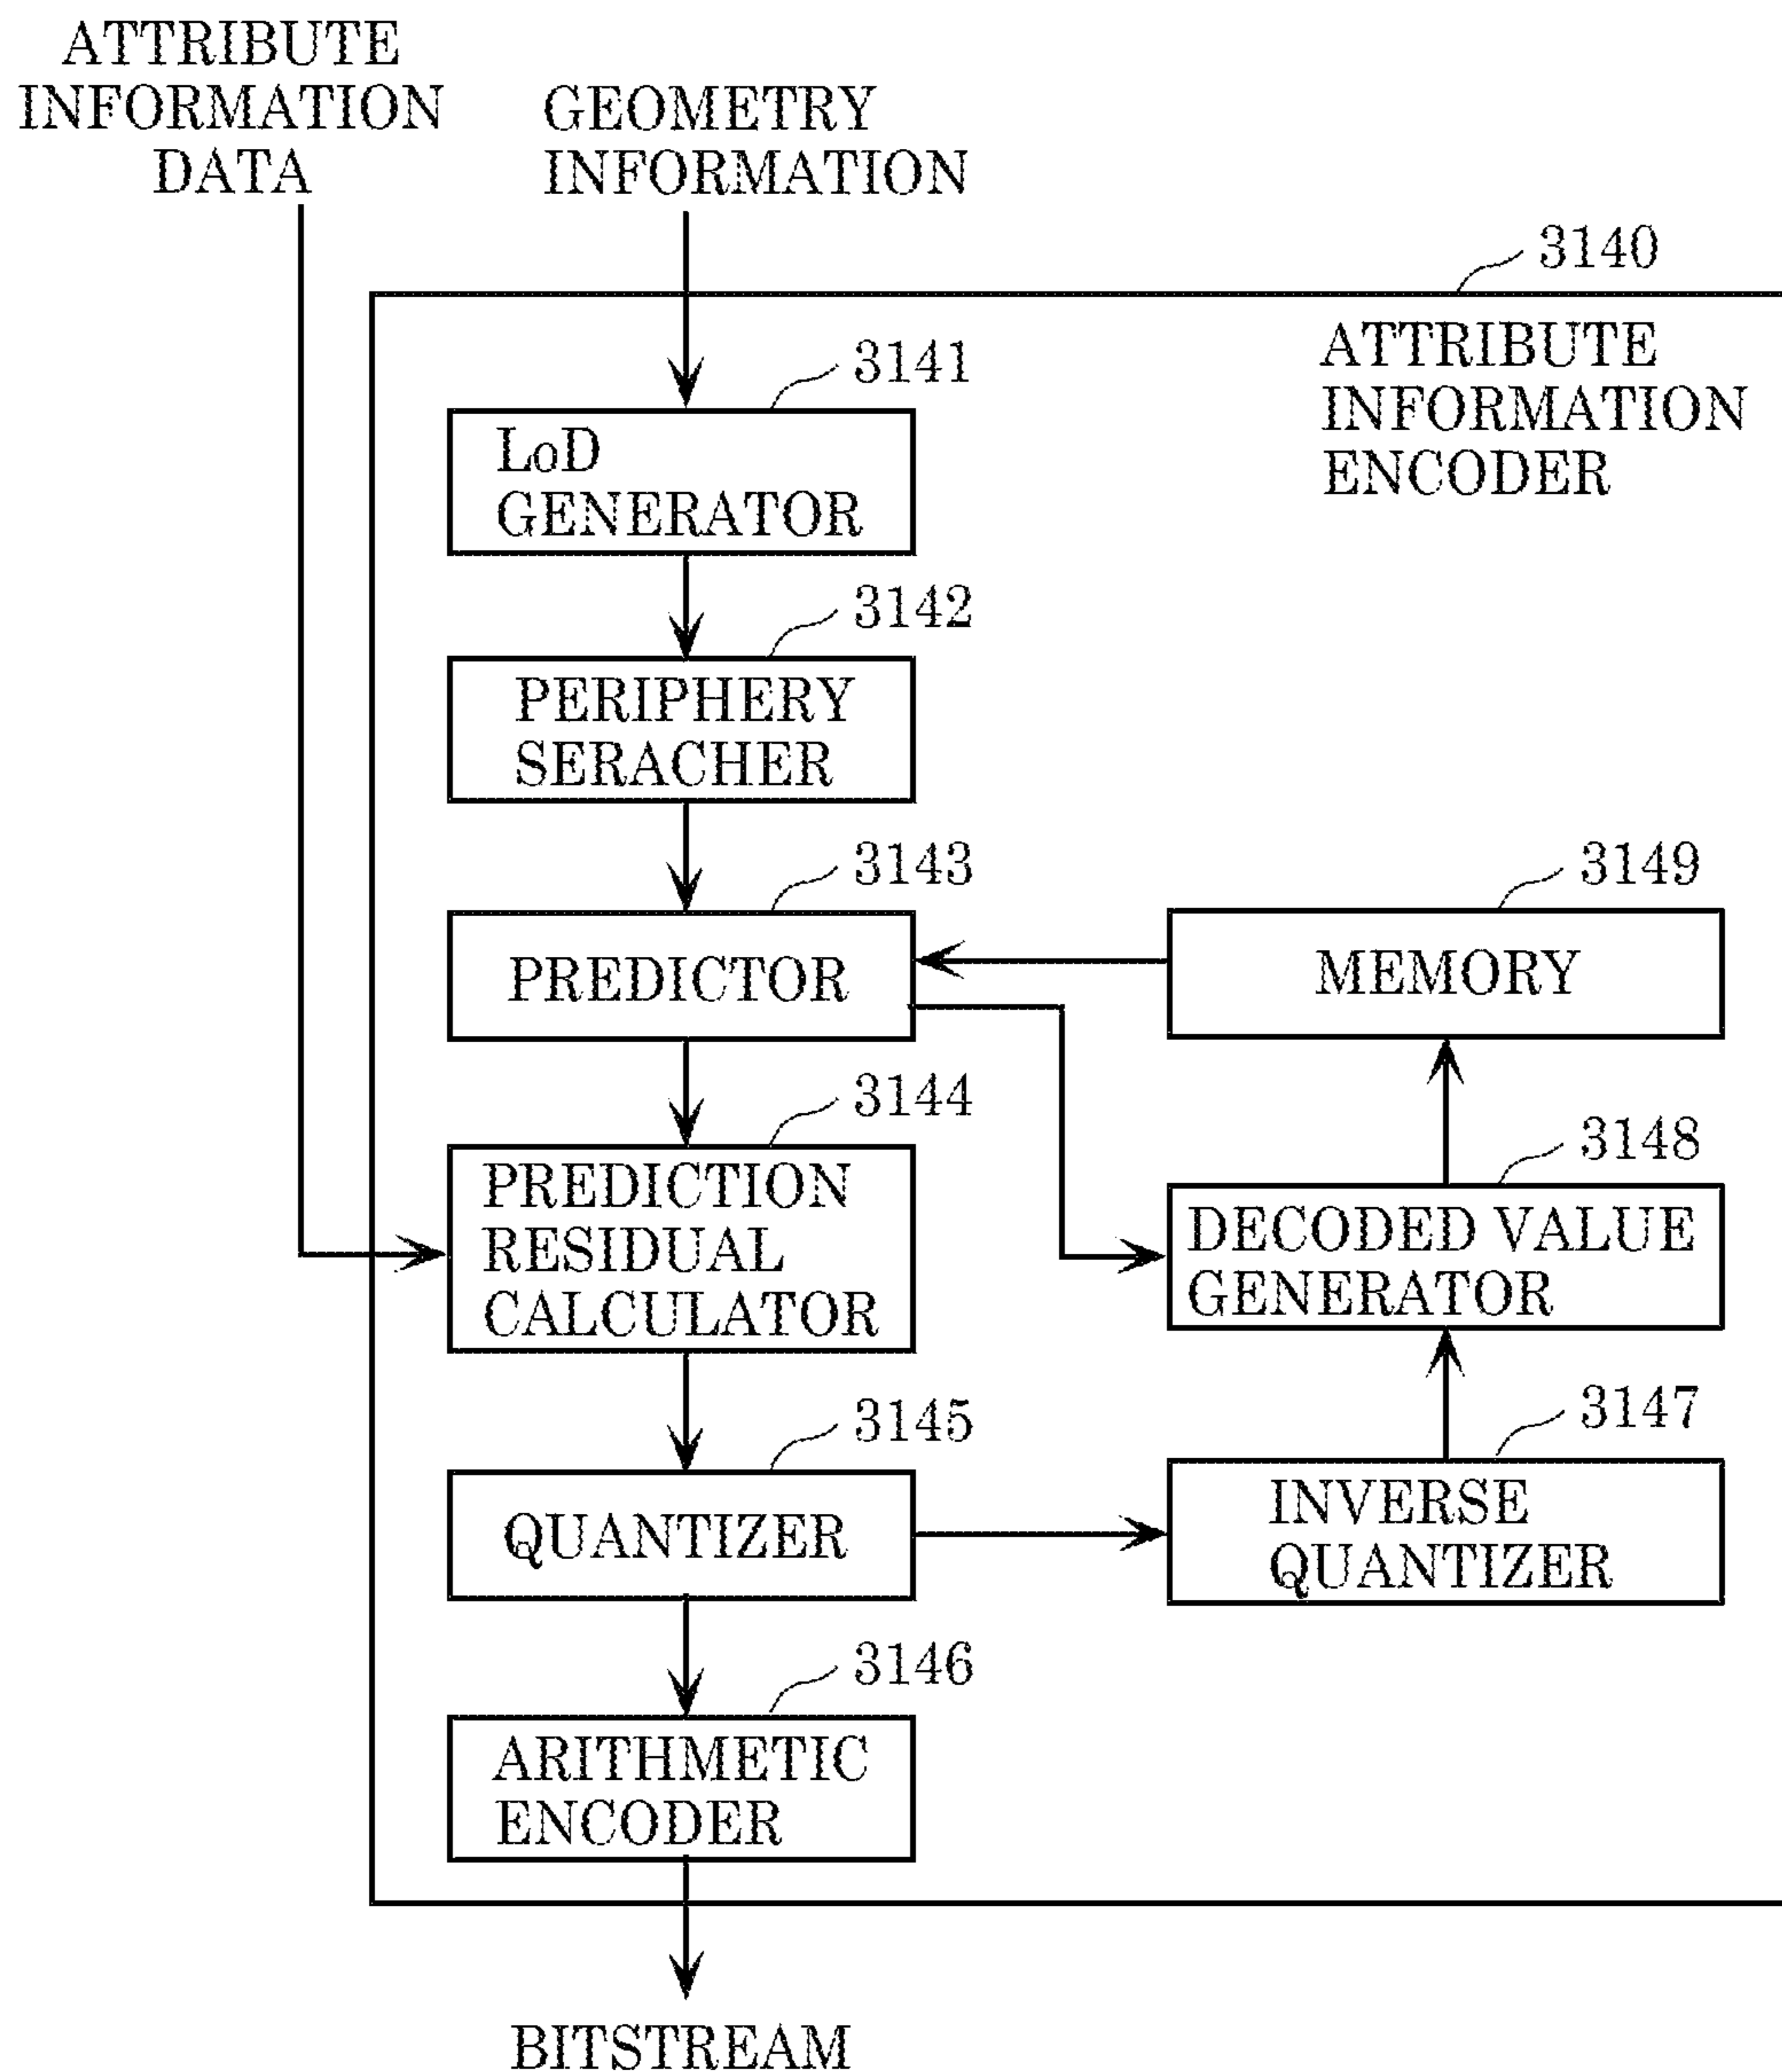 ATTRIBUTE
INFORMATION
DATA
GEOMETRY
INFORMATION
3140
ATTRIBUTE
INFORMATION
ENCODER
3141
LoD
GENERATOR
3142
PERIPHERY
SERACHER
3143
PREDICTOR
3149
MEMORY
3144
PREDICTION
RESIDUAL
CALCULATOR
3148
DECODED VALUE
GENERATOR
3145
QUANTIZER
3147
INVERSE
QUANTIZER
3146
ARITHMETIC
ENCODER
BITSTREAM